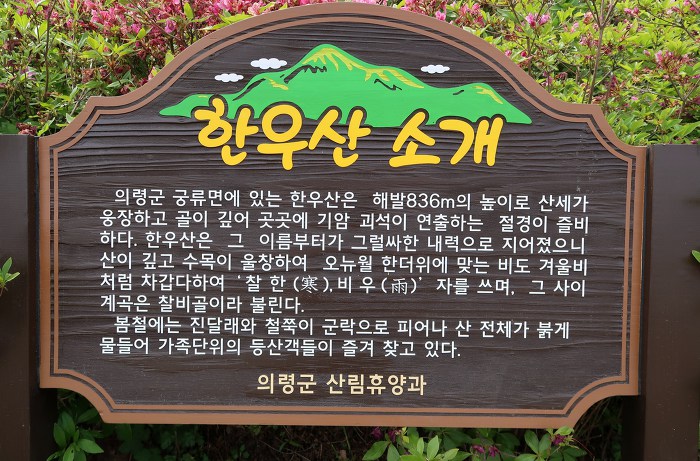 한우산 소개
의령군 궁류면에 있는 한우산은 해발836m의 높이로 산세가
웅장하고 골이 깊어 곳곳에 기암 괴석이 연출하는 절경이 즐비
하다. 한우산은 그 이름부터가 그럴싸한 내력으로 지어졌으니
산이 깊고 수목이 울창하여 오뉴월 한더위에 맞는 비도 겨울비
처럼 차갑다하여 '찰 한 (寒), 비 우 (雨)' 자를 쓰며, 그 사이
계곡은 찰비골이라 불린다.
봄철에는 진달래와 철쭉이 군락으로 피어나 산 전체가 붉게
물들어 가족단위의 등산객들이 즐겨 찾고 있다.
의령군 산림휴양과